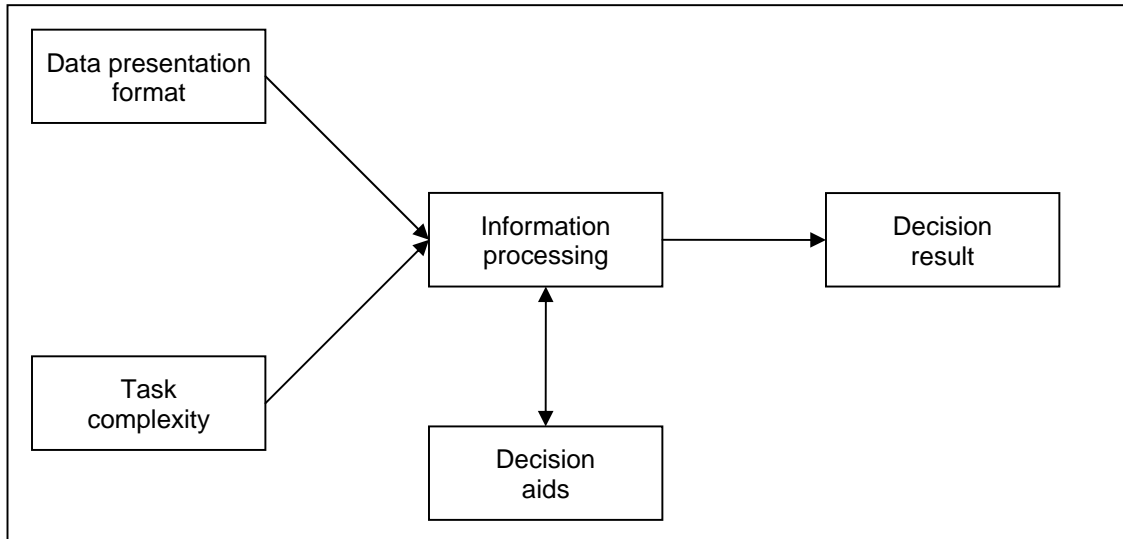 Data presentation
format
Information
processing
Decision
result
Task
complexity
Decision
aids